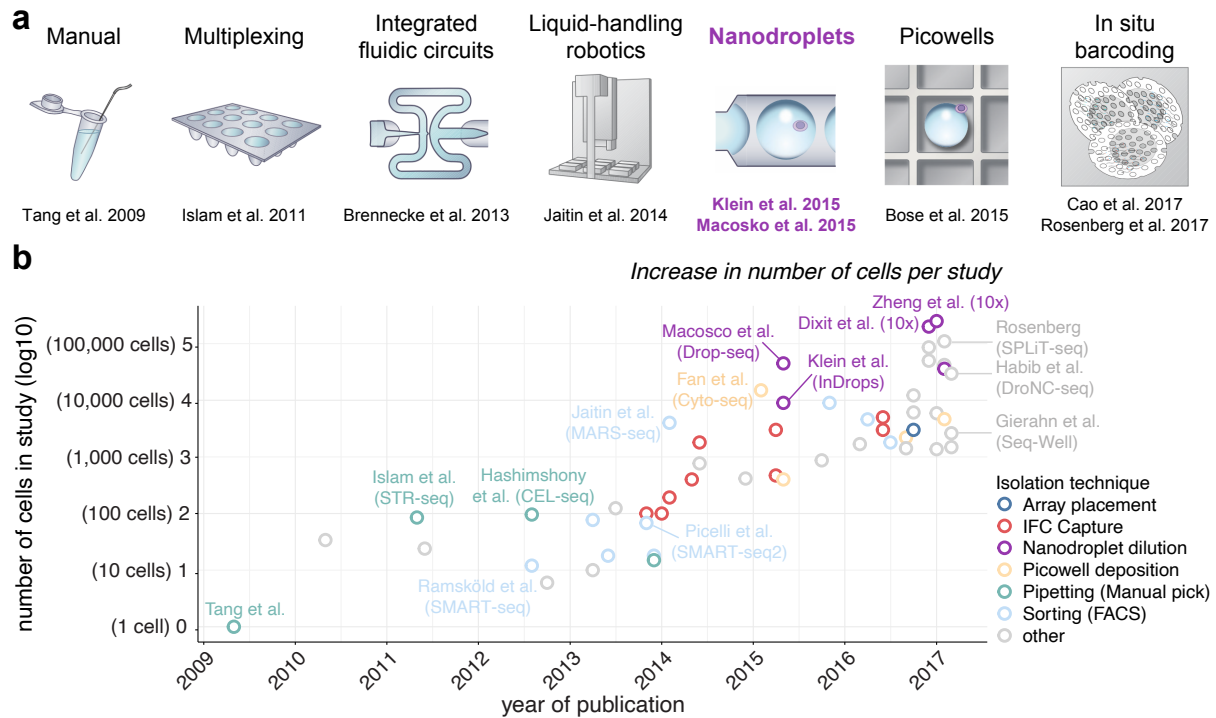 a
Manual
Multiplexing
Integrated
fluidic circuits
Liquid-handling
robotics
Nanodroplets
Picowells
In situ
barcoding
Tang et al. 2009
Islam et al. 2011
Brennecke et al. 2013
Jaitin et al. 2014
Klein et al. 2015
Macosko et al. 2015
Bose et al. 2015
Cao et al. 2017
Rosenberg et al. 2017
b
Increase in number of cells per study
number of cells in study (log10)
(100,000 cells) 5
(10,000 cells) 4
(1,000 cells) 3
(100 cells) 2
(10 cells) 1
(1 cell) 0
Tang et al.
Islam et al.
(STR-seq)
Hashimshony
et al. (CEL-seq)
Ramsköld et al.
(SMART-seq)
Jaitin et al.
(MARS-seq)
Picelli et al.
(SMART-seq2)
Macosco et al.
(Drop-seq)
Fan et al.
(Cyto-seq)
Klein et al.
(InDrops)
Zheng et al. (10x)
Dixit et al. (10x)
Rosenberg
(SPLiT-seq)
Habib et al.
(DroNC-seq)
Gierahn et al.
(Seq-Well)
Isolation technique
Array placement
IFC Capture
Nanodroplet dilution
Picowell deposition
Pipetting (Manual pick)
Sorting (FACS)
other
2009
2010
2011
2012
2013
2014
2015
2016
2017
year of publication